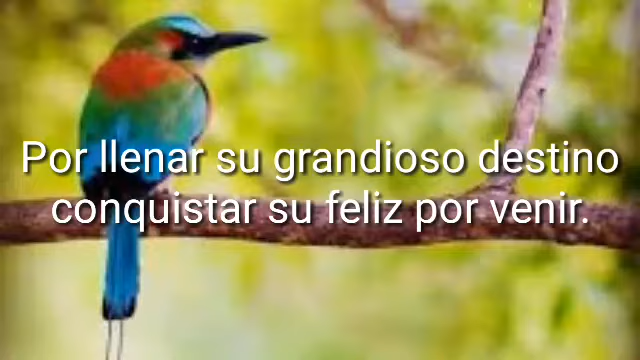 Por llenar su grandioso destino
conquistar su feliz por venir.